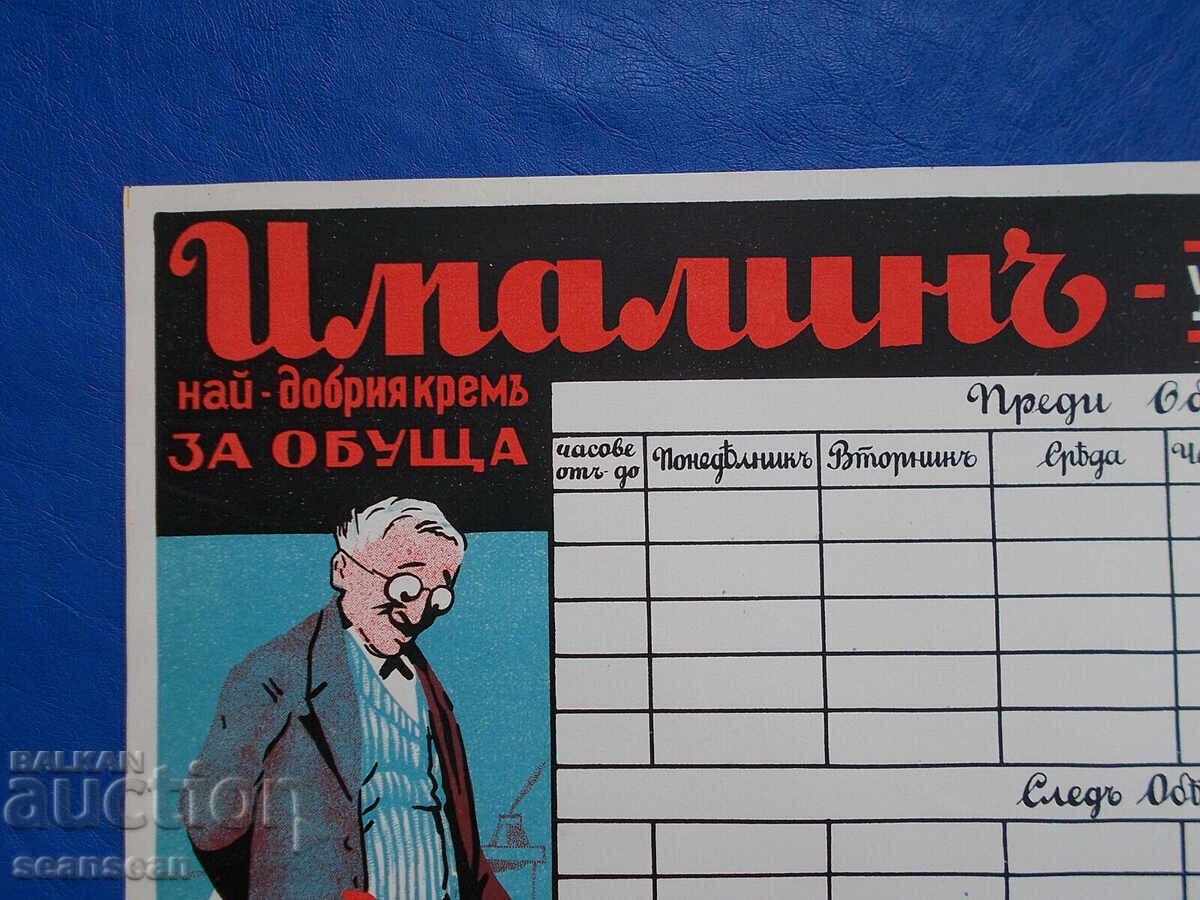 Ималинъ -
най-добрия кремъ
ЗА ОБУЩА
Преди
часове отъ-до Понедѣлникъ Вторникъ Срѣда
Следъ
BALKAN
auction
seansean